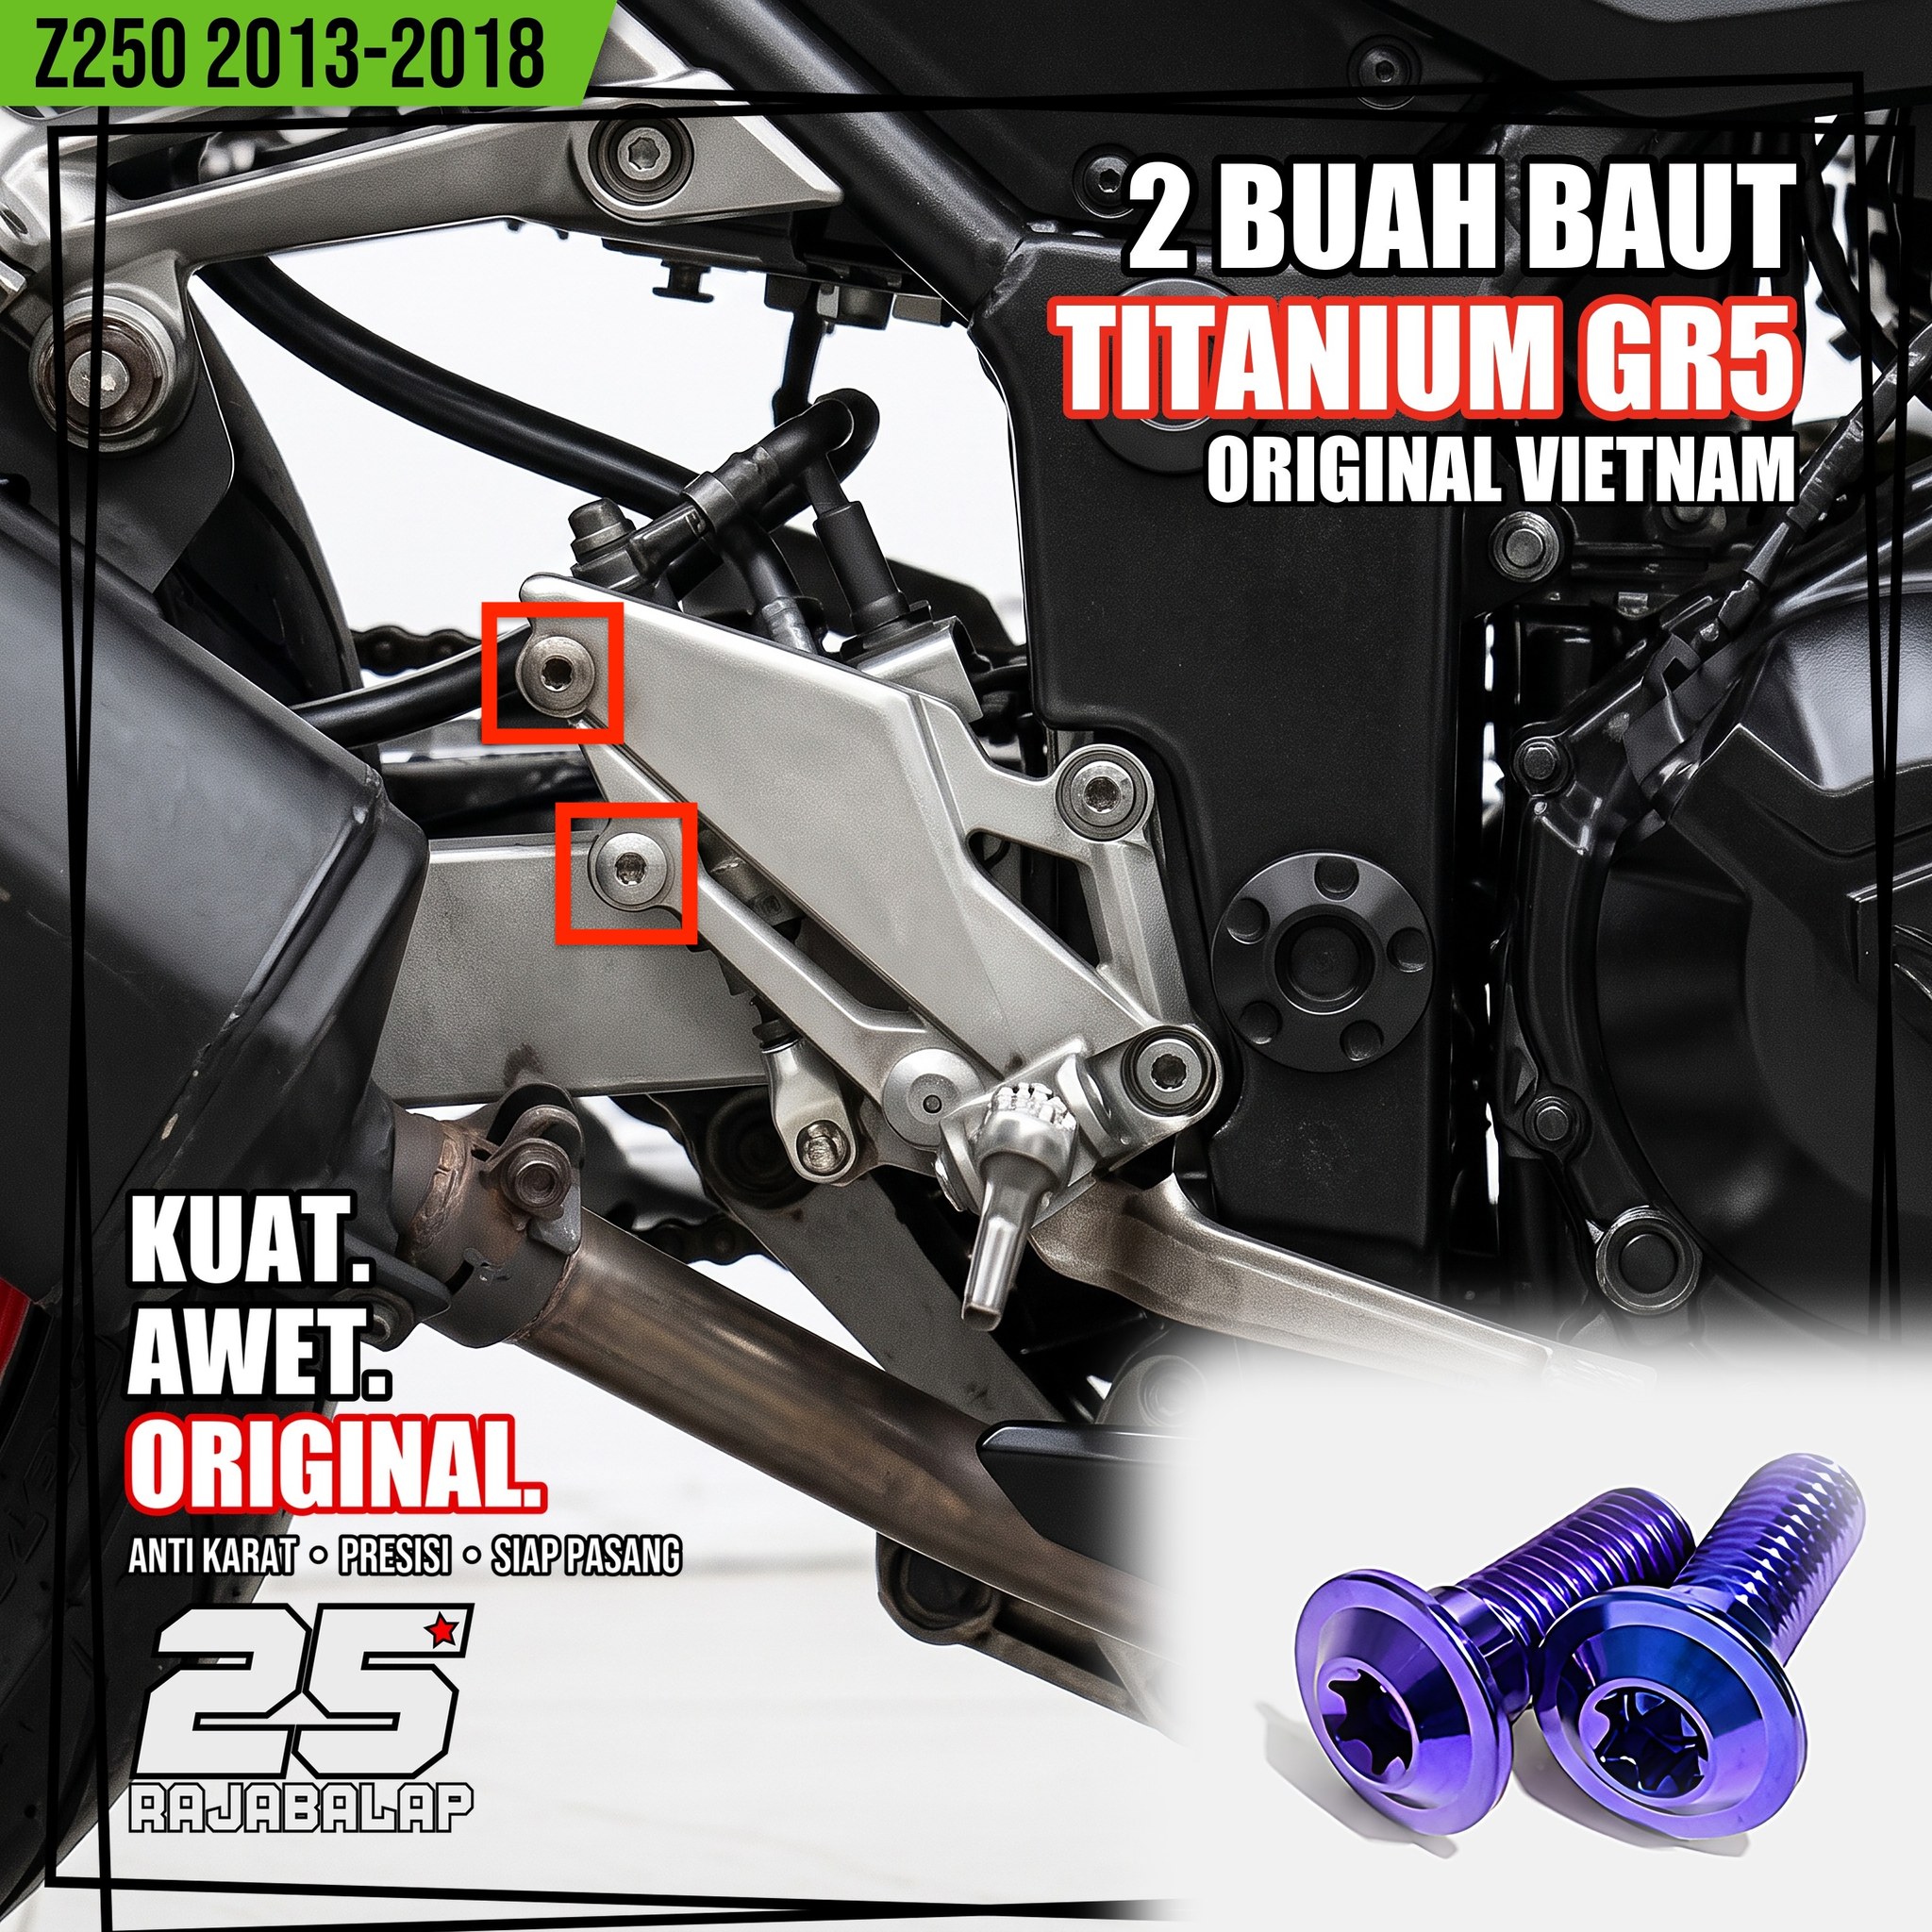 Z250 2013-2018
2 BUAH BAUT
TITANIUM GR5
ORIGINAL VIETNAM
KUAT.
AWET.
ORIGINAL.
ANTI KARAT • PRESISI • SIAP PASANG
25
RAJABALAP